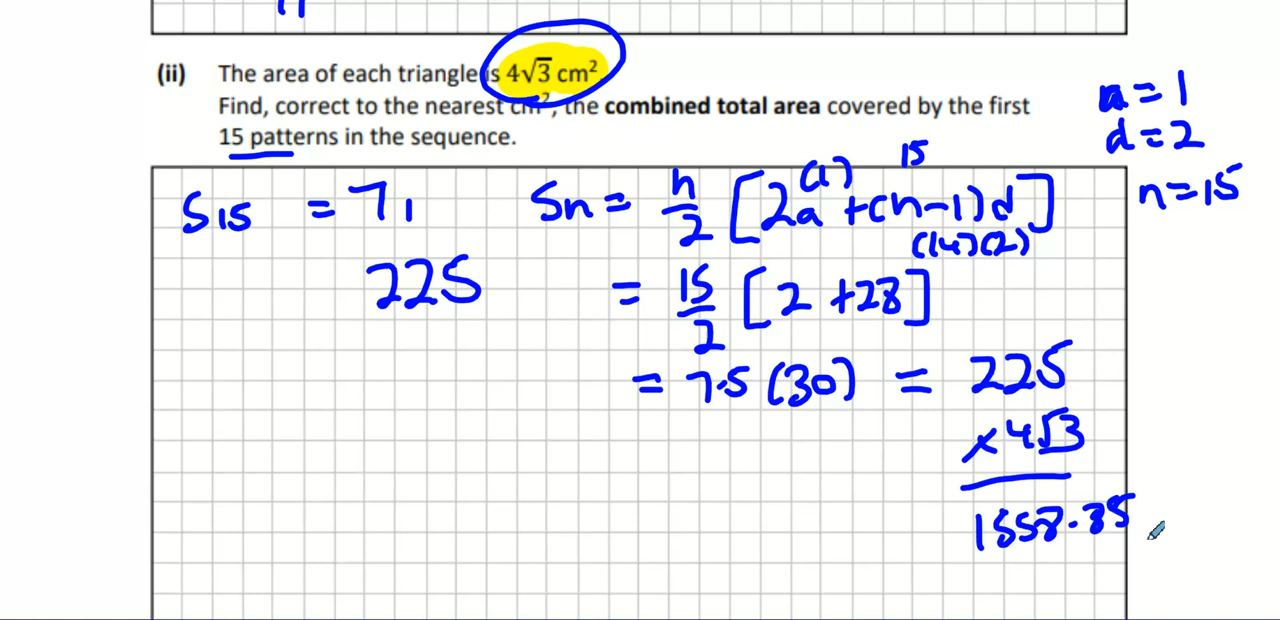 (ii) The area of each triangle is 4√3 cm²
Find, correct to the nearest cm², the combined total area covered by the first
15 patterns in the sequence.
a = 1
d = 2
n = 15
S15 = T1
225
Sn = n/2 [2a + (n-1)d]
(1) 15
(14)(2)
= 15/2 [2 + 28]
= 7.5 (30) = 225
× 4√3
1558.85